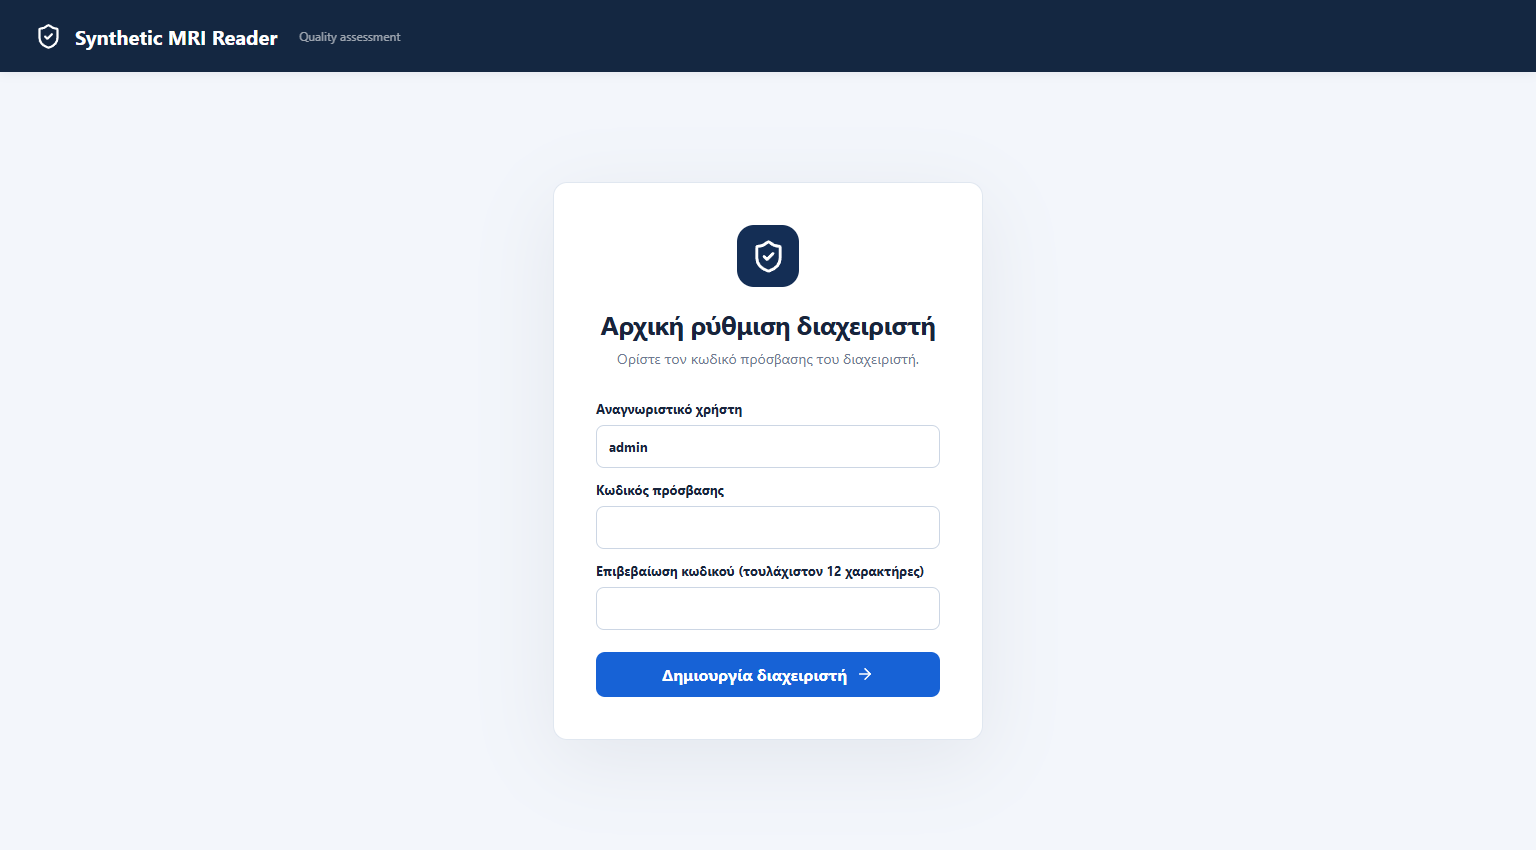 Synthetic MRI Reader Quality assessment
Αρχική ρύθμιση διαχειριστή
Ορίστε τον κωδικό πρόσβασης του διαχειριστή.
Αναγνωριστικό χρήστη
admin
Κωδικός πρόσβασης
Επιβεβαίωση κωδικού (τουλάχιστον 12 χαρακτήρες)
Δημιουργία διαχειριστή →